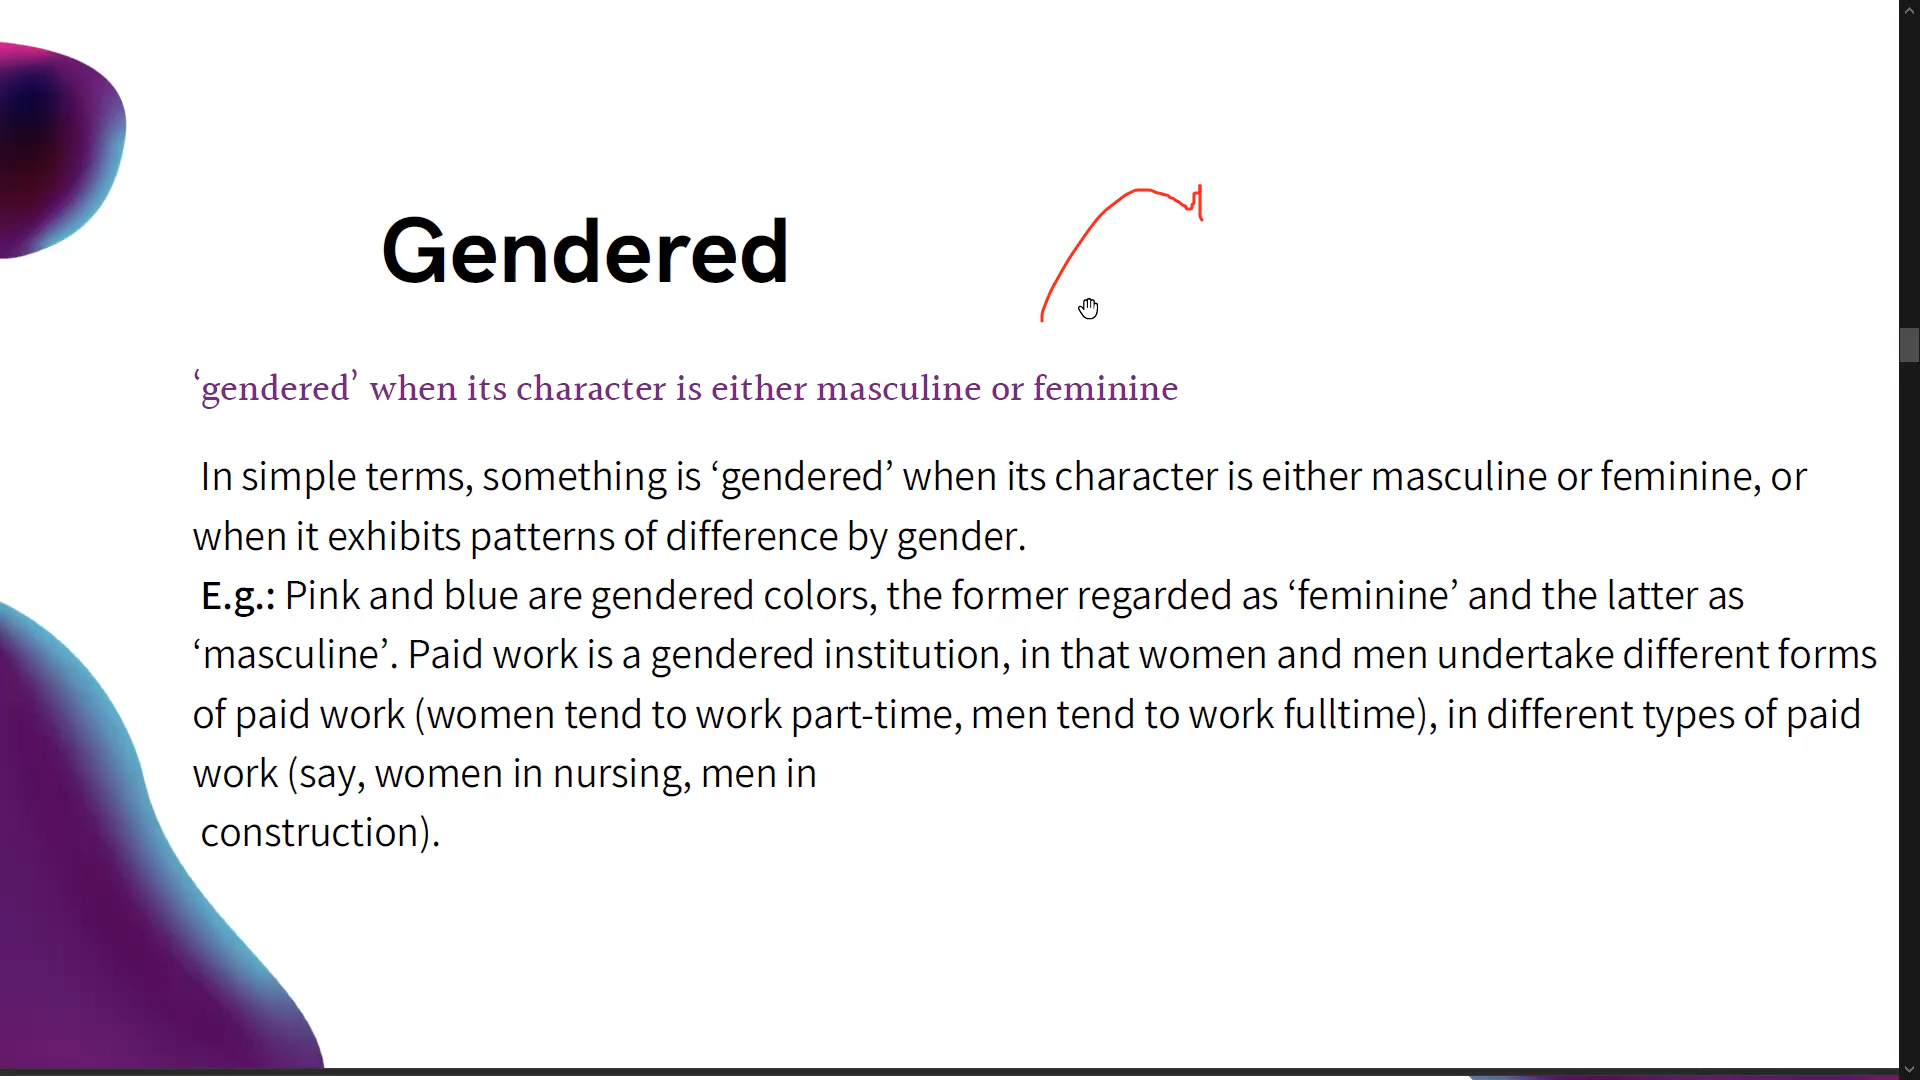 Gendered
‘gendered’ when its character is either masculine or feminine
In simple terms, something is ‘gendered’ when its character is either masculine or feminine, or
when it exhibits patterns of difference by gender.
E.g.: Pink and blue are gendered colors, the former regarded as ‘feminine’ and the latter as
‘masculine’. Paid work is a gendered institution, in that women and men undertake different forms
of paid work (women tend to work part-time, men tend to work fulltime), in different types of paid
work (say, women in nursing, men in
construction).